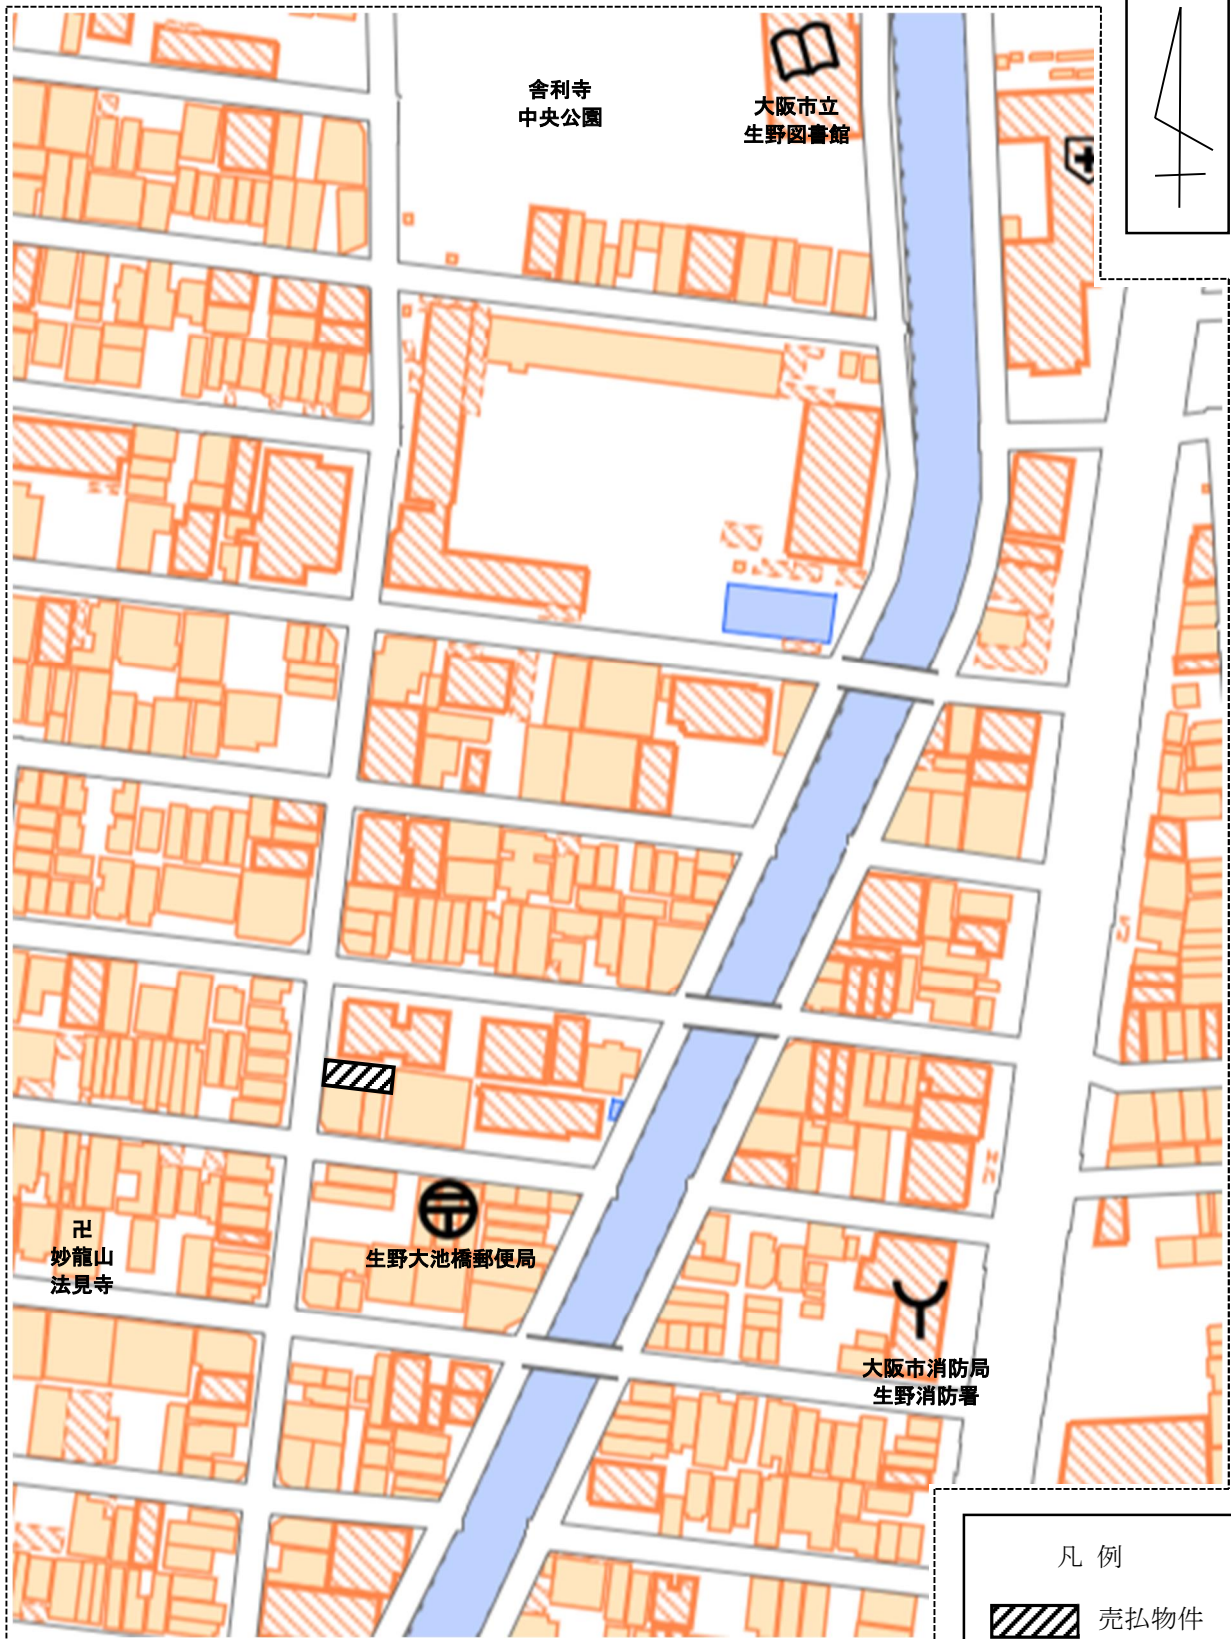 舎利寺
中央公園
大阪市立
生野図書館
卍
妙龍山
法見寺
生野大池橋郵便局
大阪市消防局
生野消防署
凡 例
売払物件